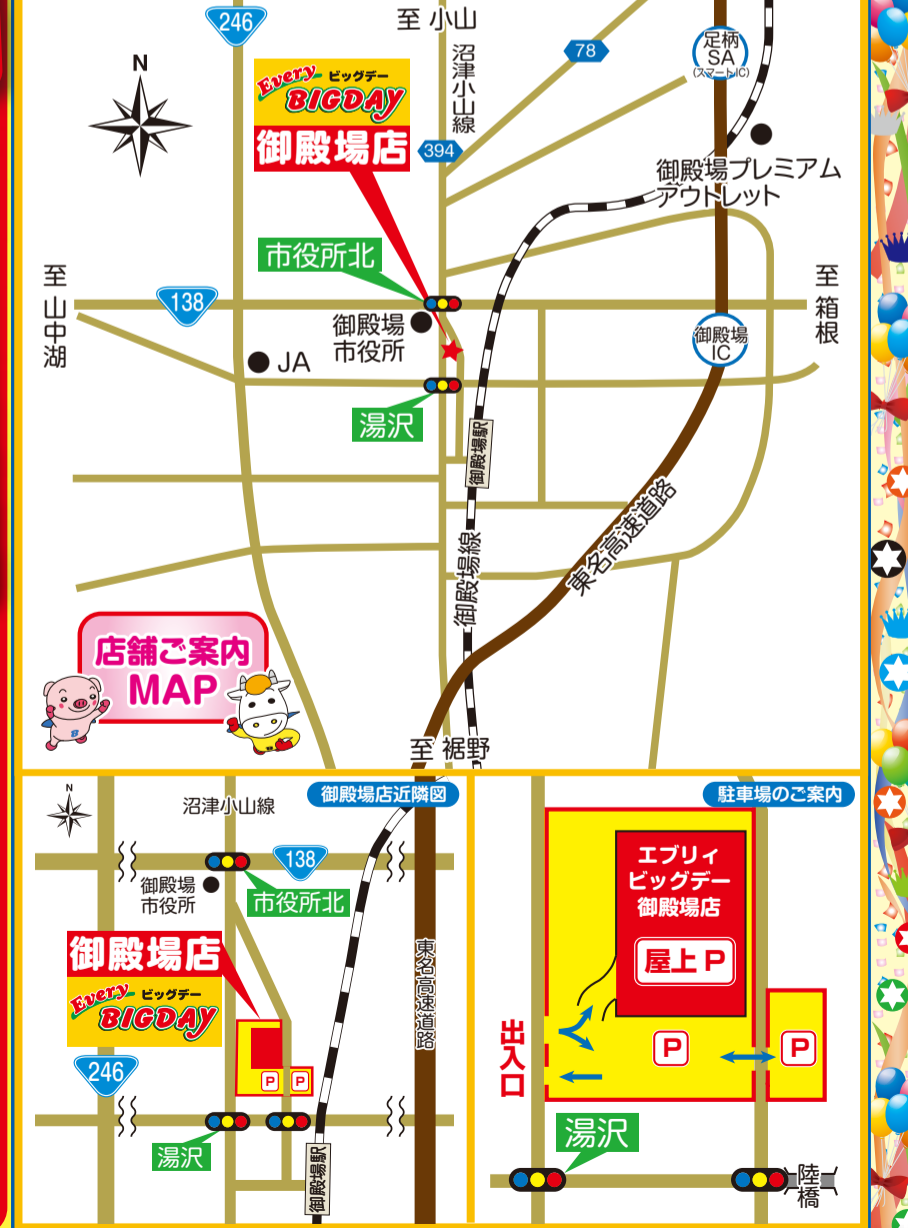 246
至 小山
沼津小山線
78
足柄
SA
(スマートIC)
N
Every ビッグデー
BIGDAY
御殿場店
394
御殿場プレミアム
アウトレット
市役所北
至 山中湖
138
御殿場
市役所
JA
至 箱根
御殿場
IC
湯沢
御殿場駅
御殿場線
東名高速道路
店舗ご案内
MAP
B
至 裾野
N
沼津小山線
御殿場店近隣図
138
御殿場
市役所
市役所北
御殿場店
Every ビッグデー
BIGDAY
246
P
P
湯沢
御殿場駅
東名高速道路
駐車場のご案内
エブリィ
ビッグデー
御殿場店
屋上 P
出入口
P
P
湯沢
陸橋